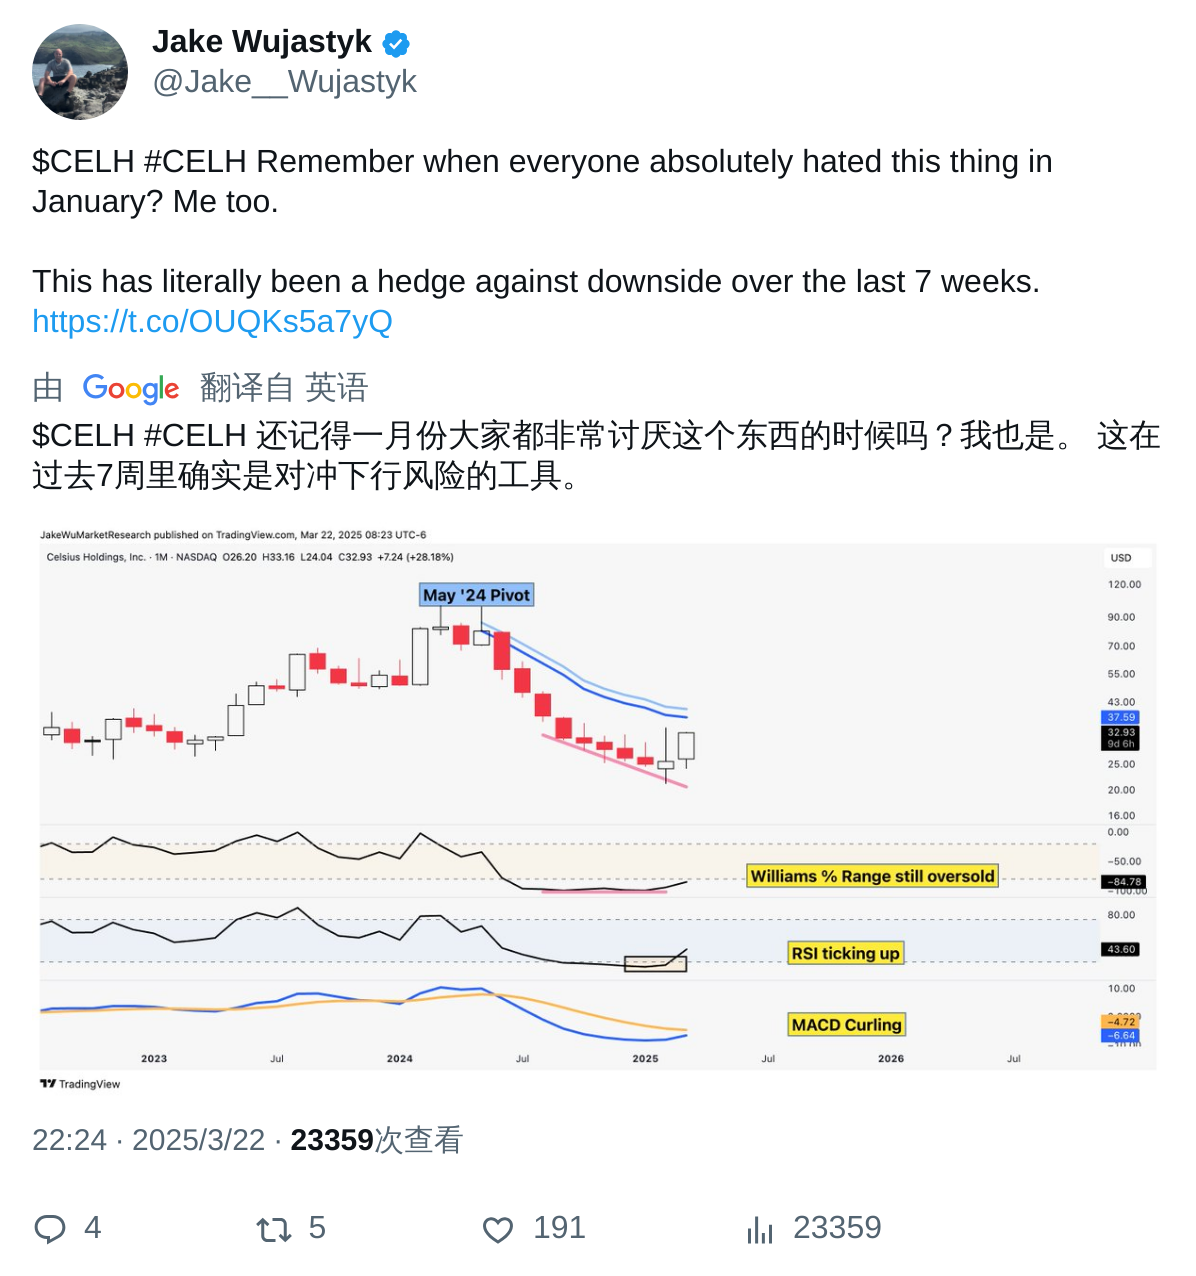 Jake Wujastyk
@Jake__Wujastyk
$CELH #CELH Remember when everyone absolutely hated this thing in
January? Me too.
This has literally been a hedge against downside over the last 7 weeks.
https://t.co/OUQKs5a7yQ
由 Google 翻译自 英语
$CELH #CELH 还记得一月份大家都非常讨厌这个东西的时候吗？我也是。 这在
过去7周里确实是对冲下行风险的工具。
JakeWuMarketResearch published on TradingView.com, Mar 22, 2025 08:23 UTC-6
Celsius Holdings, Inc. · 1M · NASDAQ O26.20 H33.16 L24.04 C32.93 +7.24 (+28.18%)
USD
May '24 Pivot
120.00
90.00
70.00
55.00
43.00
37.59
32.93
9d 6h
25.00
20.00
16.00
0.00
−50.00
Williams % Range still oversold
−84.78
−100.00
80.00
RSI ticking up
43.60
10.00
MACD Curling
−4.72
−6.64
2023 Jul 2024 Jul 2025 Jul 2026 Jul
TradingView
22:24 · 2025/3/22 · 23359次查看
4 5 191 23359